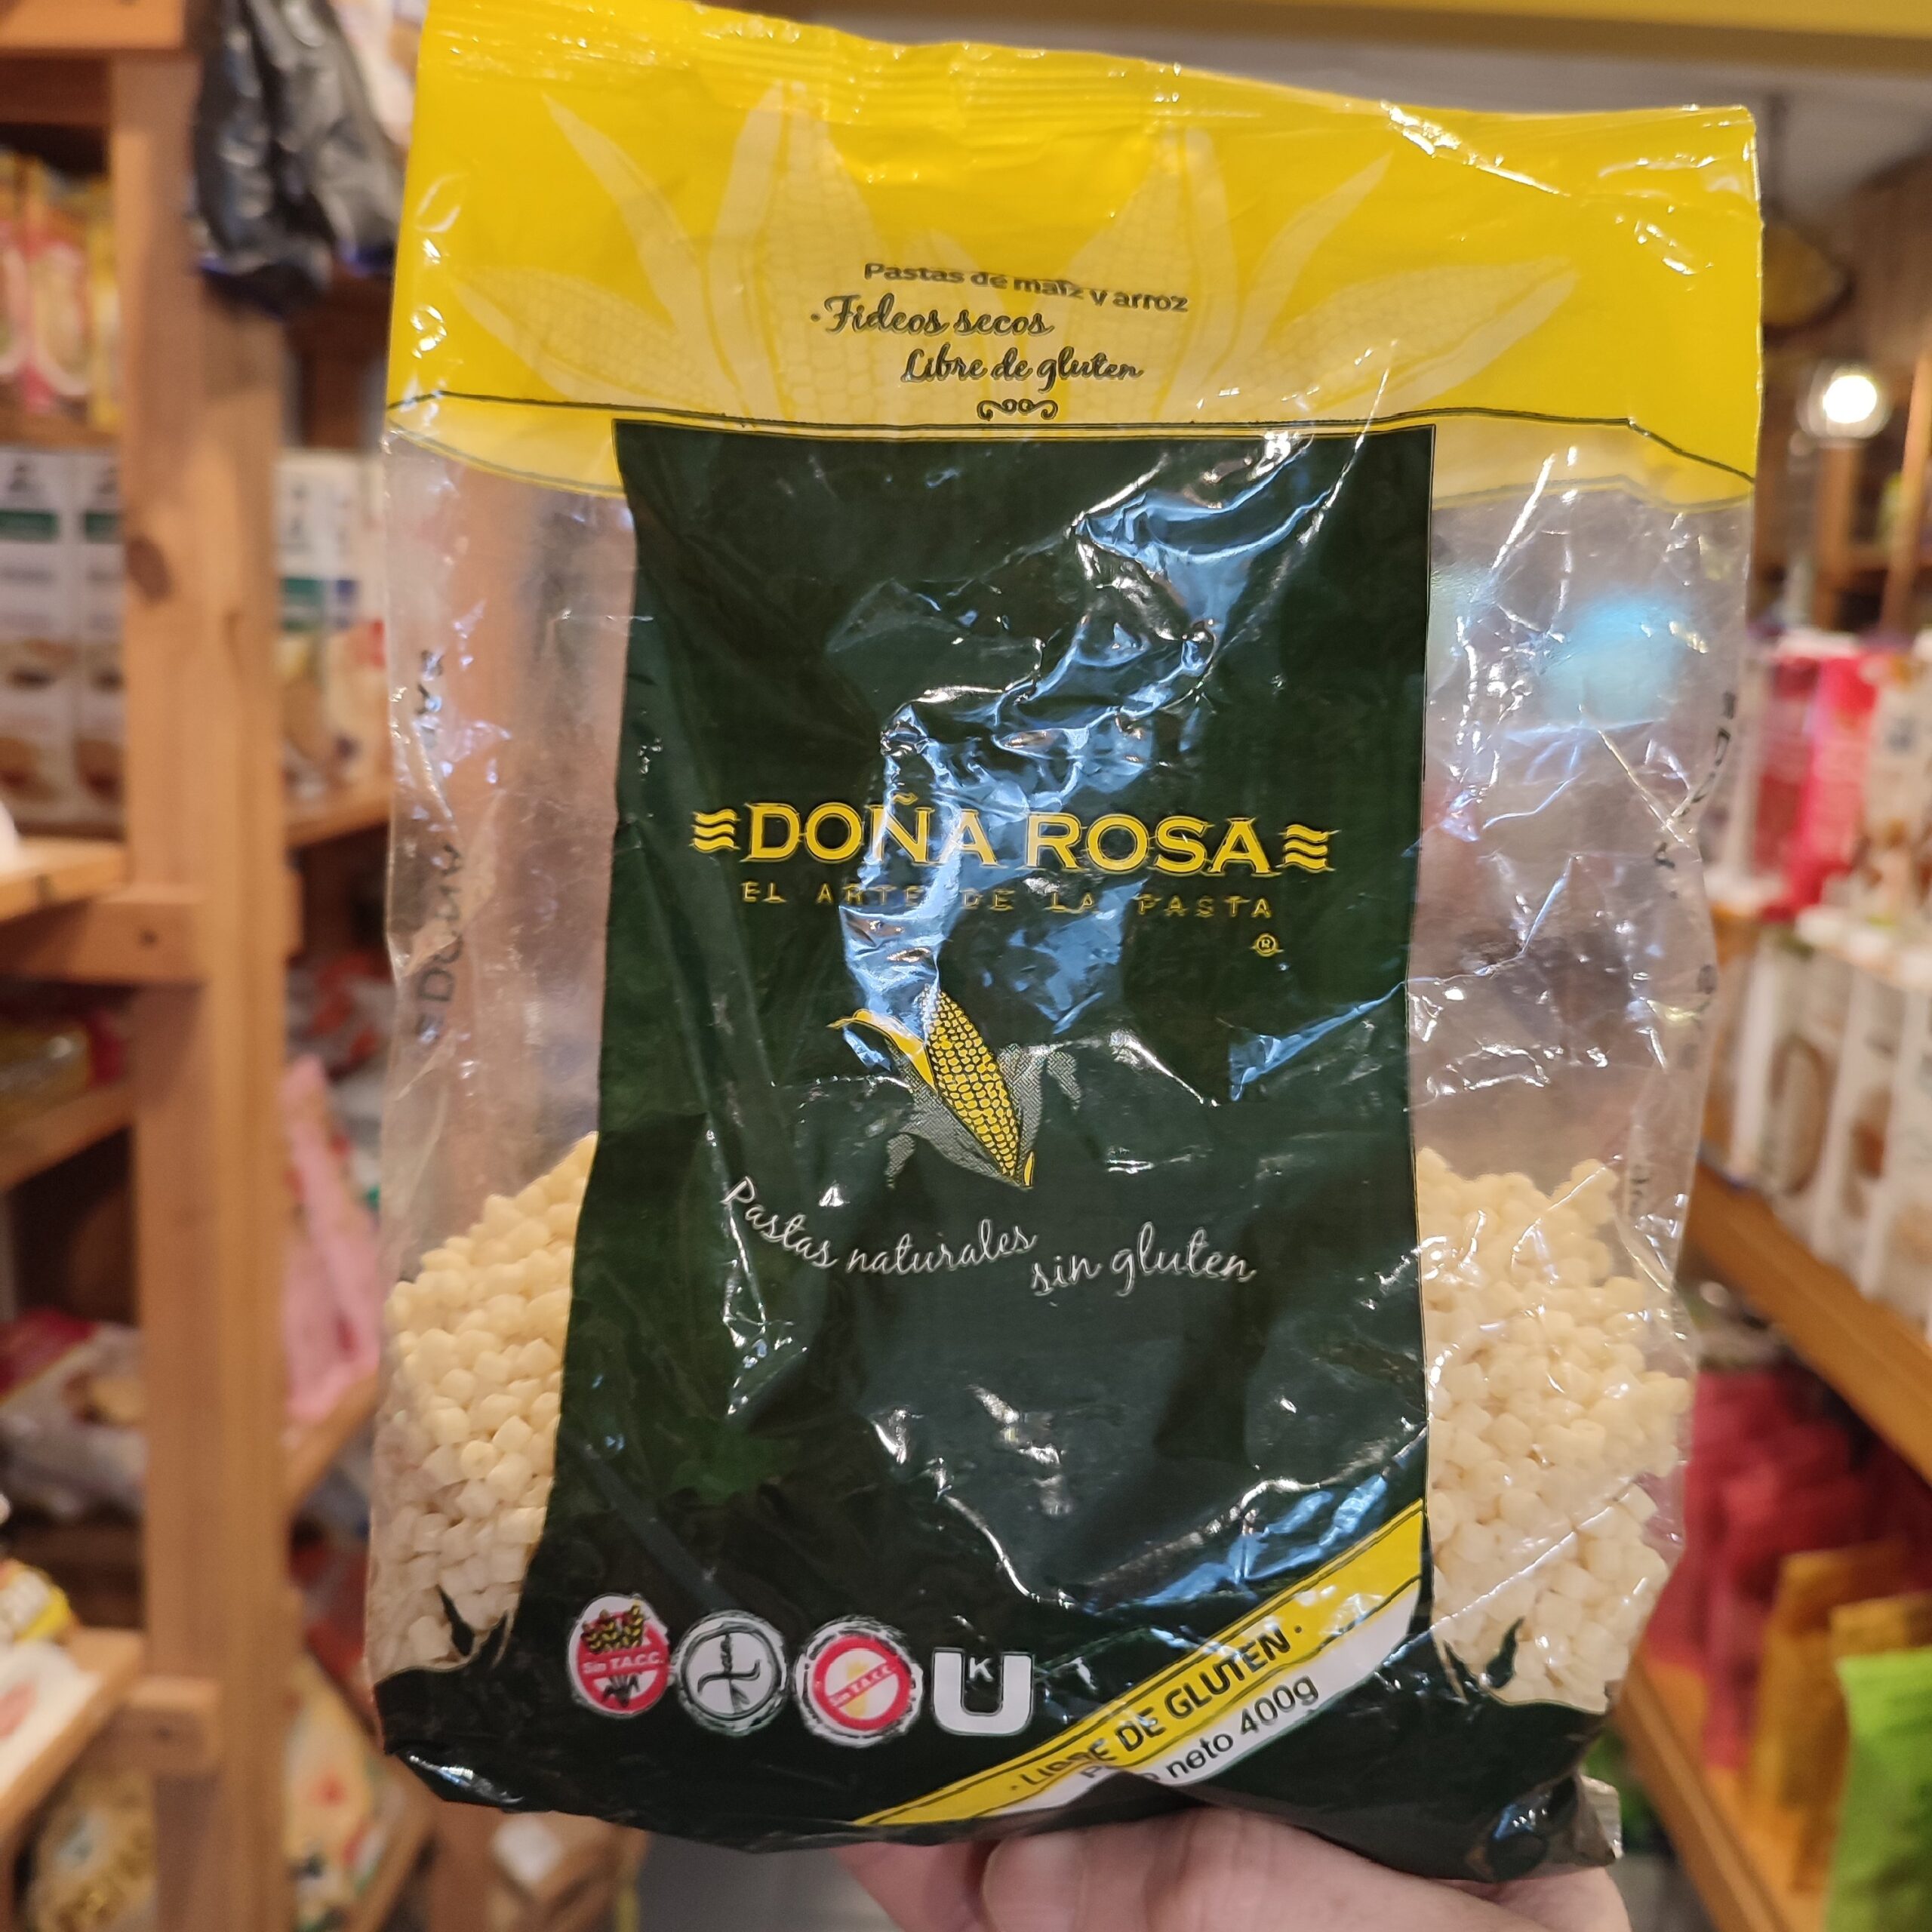 Pastas de maíz y arroz
·Fideos secos
Libre de gluten
DOÑA ROSA
EL ARTE DE LA PASTA
®
Pastas naturales
sin gluten
Sin T.A.C.C.
Sin T.A.C.C.
K
U
· LIBRE DE GLUTEN ·
neto 400g